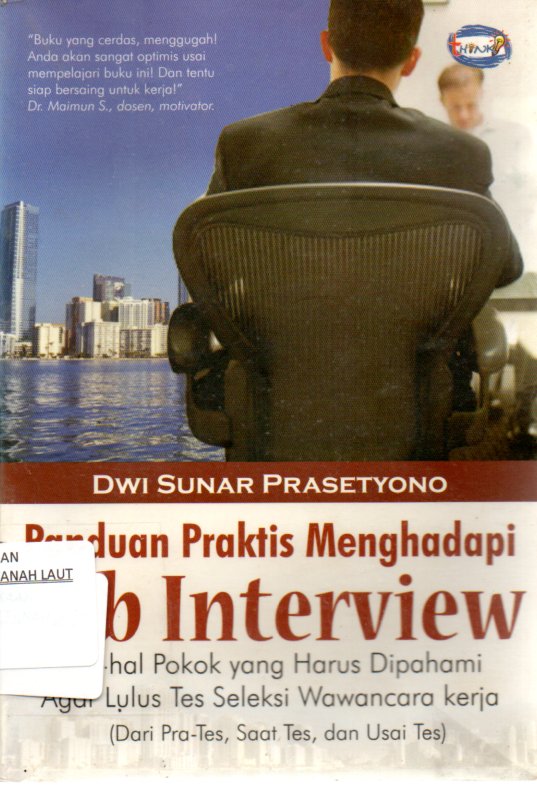 "Buku yang cerdas, menggugah!
Anda akan sangat optimis usai
mempelajari buku ini! Dan tentu
siap bersaing untuk kerja!"
Dr. Maimun S., dosen, motivator.
THINK
DWI SUNAR PRASETYONO
Panduan Praktis Menghadapi
AN
ANAH LAUT
b Interview
-hal Pokok yang Harus Dipahami
Agar Lulus Tes Seleksi Wawancara kerja
(Dari Pra-Tes, Saat Tes, dan Usai Tes)